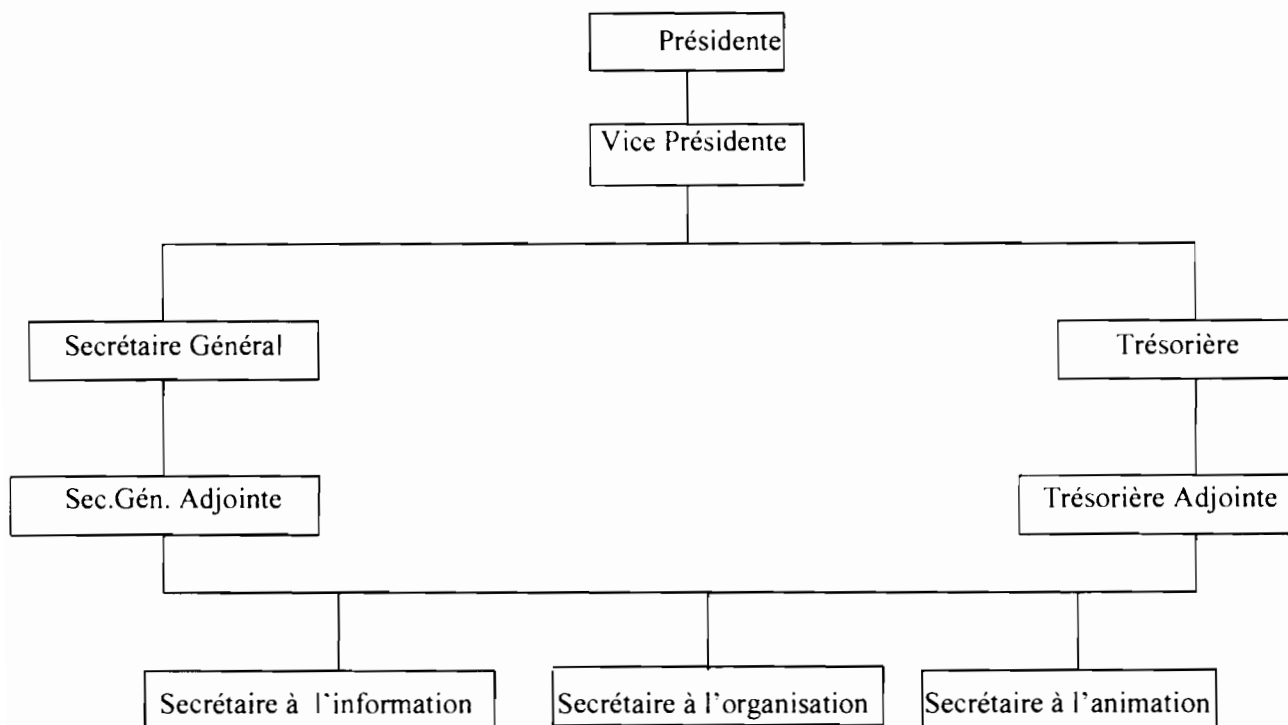 Présidente
Vice Présidente
Secrétaire Général
Trésorière
Sec.Gén. Adjointe
Trésorière Adjointe
Secrétaire à l'information
Secrétaire à l'organisation
Secrétaire à l'animation